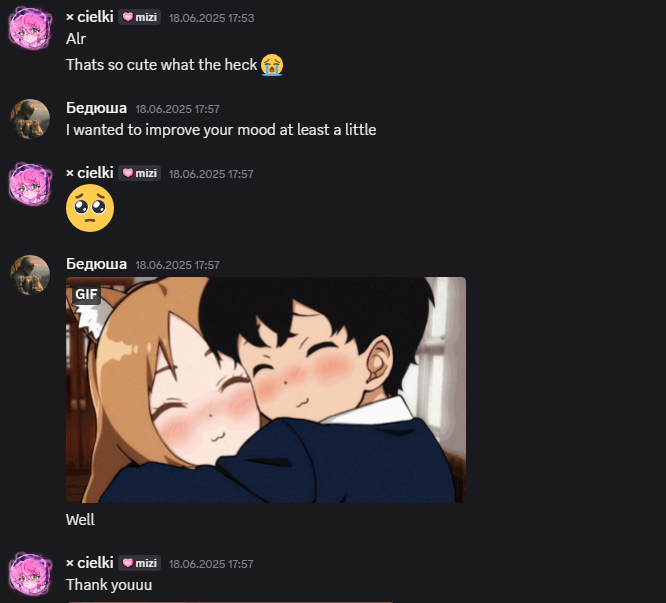 × cielki mizi 18.06.2025 17:53
Alr
Thats so cute what the heck 😭
Бедюша 18.06.2025 17:57
I wanted to improve your mood at least a little
× cielki mizi 18.06.2025 17:57
🥺
Бедюша 18.06.2025 17:57
GIF
Well
× cielki mizi 18.06.2025 17:57
Thank youuu